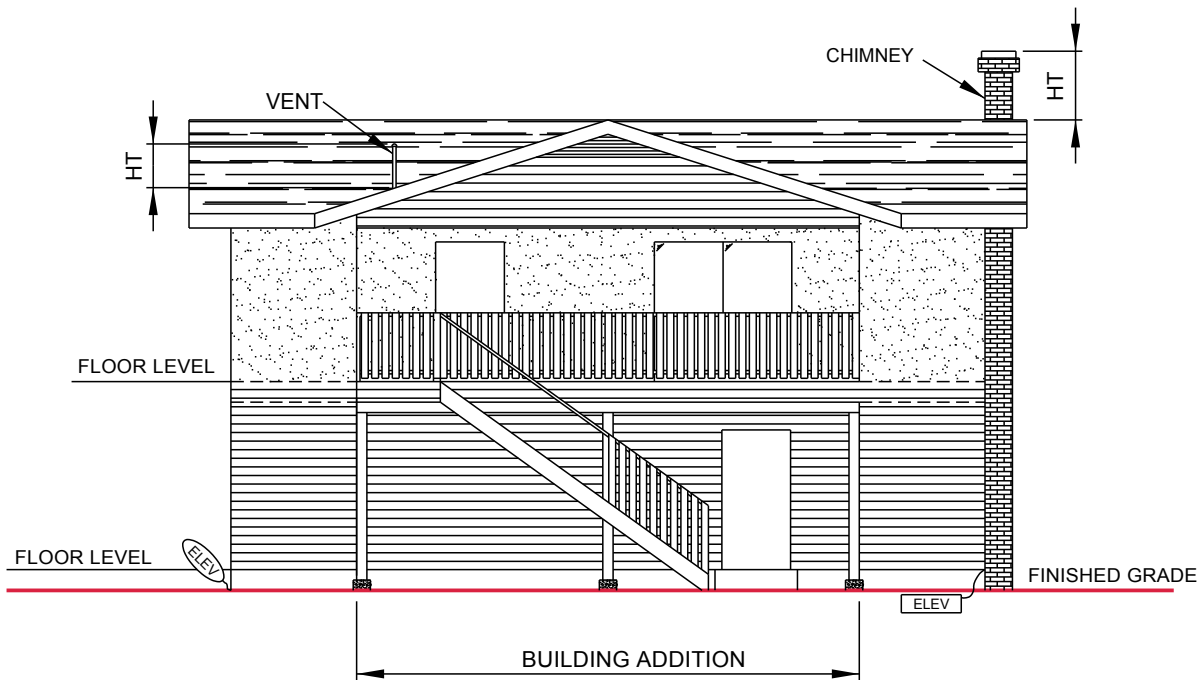 CHIMNEY
HT
VENT
HT
FLOOR LEVEL
FLOOR LEVEL
ELEV
FINISHED GRADE
ELEV
BUILDING ADDITION